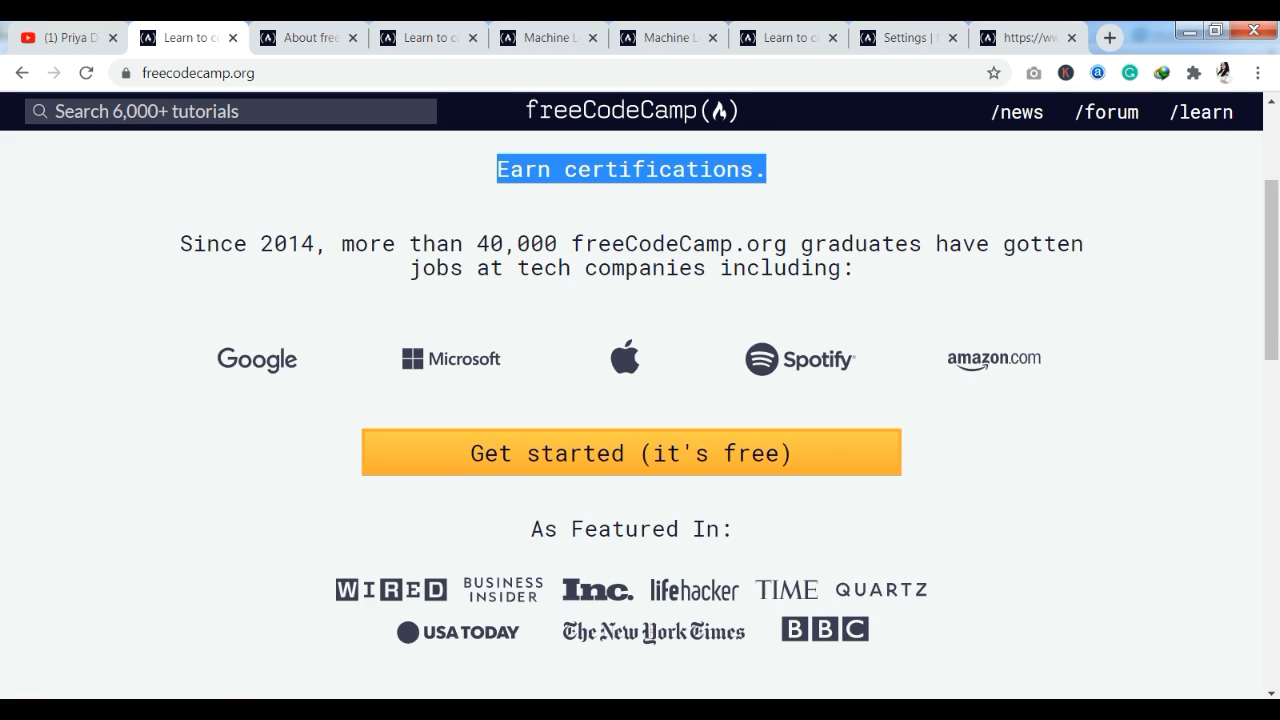 (1) Priya D
Learn to c
About free
Learn to c
Machine L
Machine L
Learn to c
Settings |
https://ww
freecodecamp.org
Search 6,000+ tutorials
freeCodeCamp
/news
/forum
/learn
Earn certifications.
Since 2014, more than 40,000 freeCodeCamp.org graduates have gotten
jobs at tech companies including:
Google
Microsoft
Spotify
amazon.com
Get started (it's free)
As Featured In:
WIRED
BUSINESS
INSIDER
Inc.
lifehacker
TIME
QUARTZ
USA TODAY
The New York Times
BBC